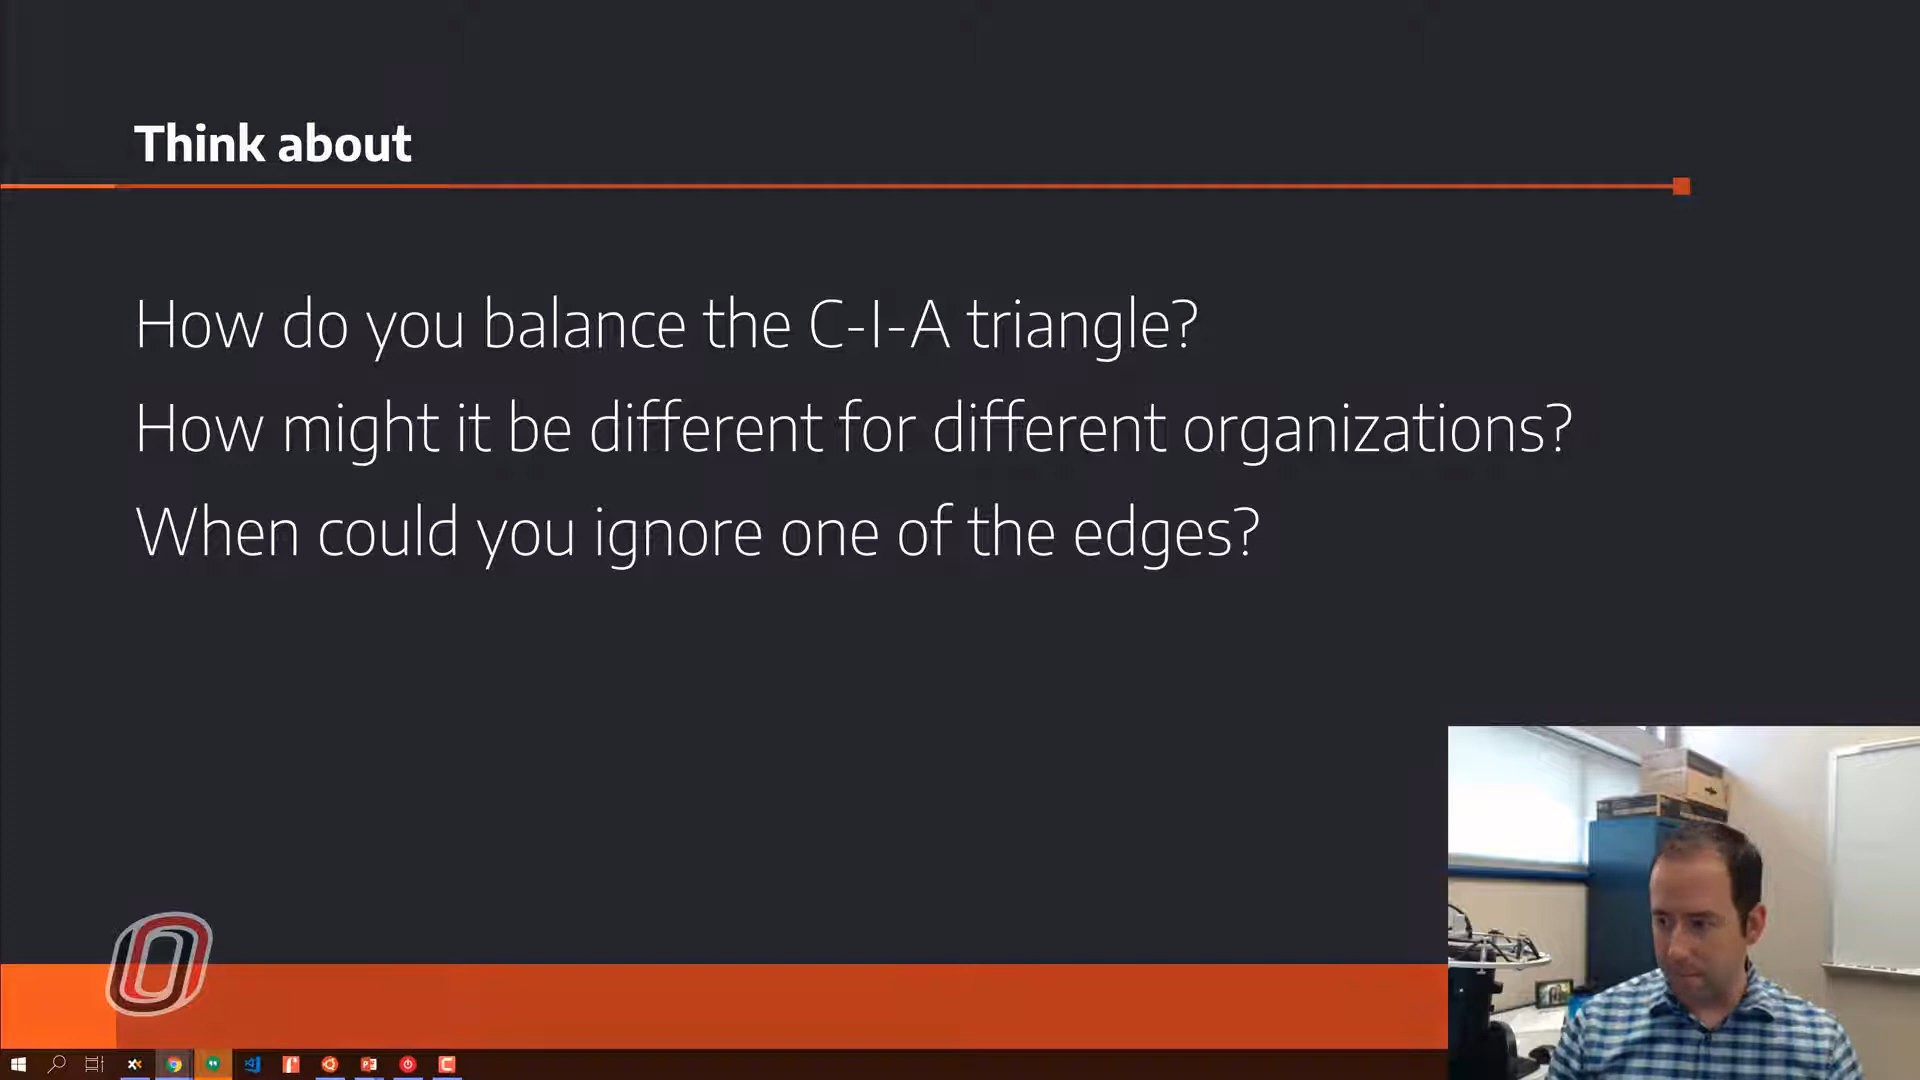 Think about
How do you balance the C-I-A triangle?
How might it be different for different organizations?
When could you ignore one of the edges?